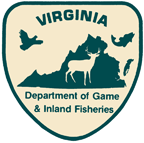 VIRGINIA
Department of Game
& Inland Fisheries